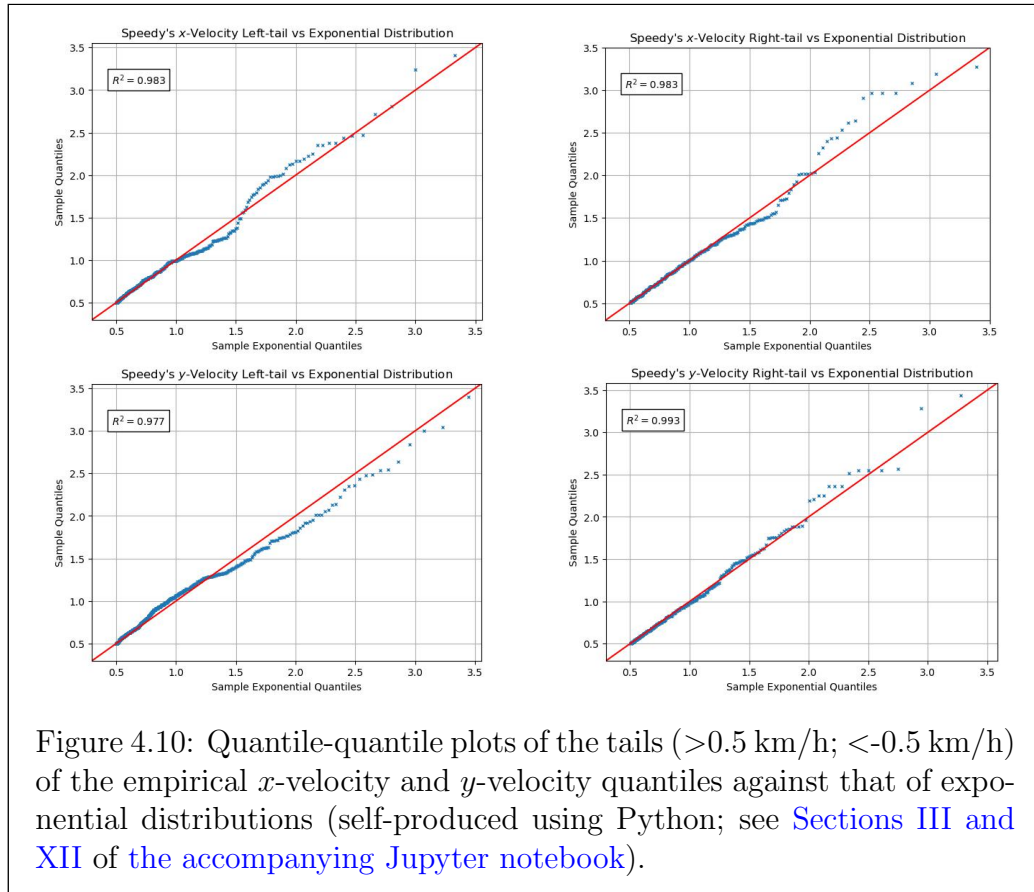 Speedy's x-Velocity Left-tail vs Exponential Distribution
R² = 0.983
3.5
3.0
2.5
2.0
1.5
1.0
0.5
Sample Quantiles
0.5 1.0 1.5 2.0 2.5 3.0 3.5
Sample Exponential Quantiles
Speedy's x-Velocity Right-tail vs Exponential Distribution
R² = 0.983
3.5
3.0
2.5
2.0
1.5
1.0
0.5
Sample Quantiles
0.5 1.0 1.5 2.0 2.5 3.0 3.5
Sample Exponential Quantiles
Speedy's y-Velocity Left-tail vs Exponential Distribution
R² = 0.977
3.5
3.0
2.5
2.0
1.5
1.0
0.5
Sample Quantiles
0.5 1.0 1.5 2.0 2.5 3.0 3.5
Sample Exponential Quantiles
Speedy's y-Velocity Right-tail vs Exponential Distribution
R² = 0.993
3.5
3.0
2.5
2.0
1.5
1.0
0.5
Sample Quantiles
0.5 1.0 1.5 2.0 2.5 3.0 3.5
Sample Exponential Quantiles
Figure 4.10: Quantile-quantile plots of the tails (>0.5 km/h; <-0.5 km/h)
of the empirical x-velocity and y-velocity quantiles against that of expo-
nential distributions (self-produced using Python; see Sections III and
XII of the accompanying Jupyter notebook).